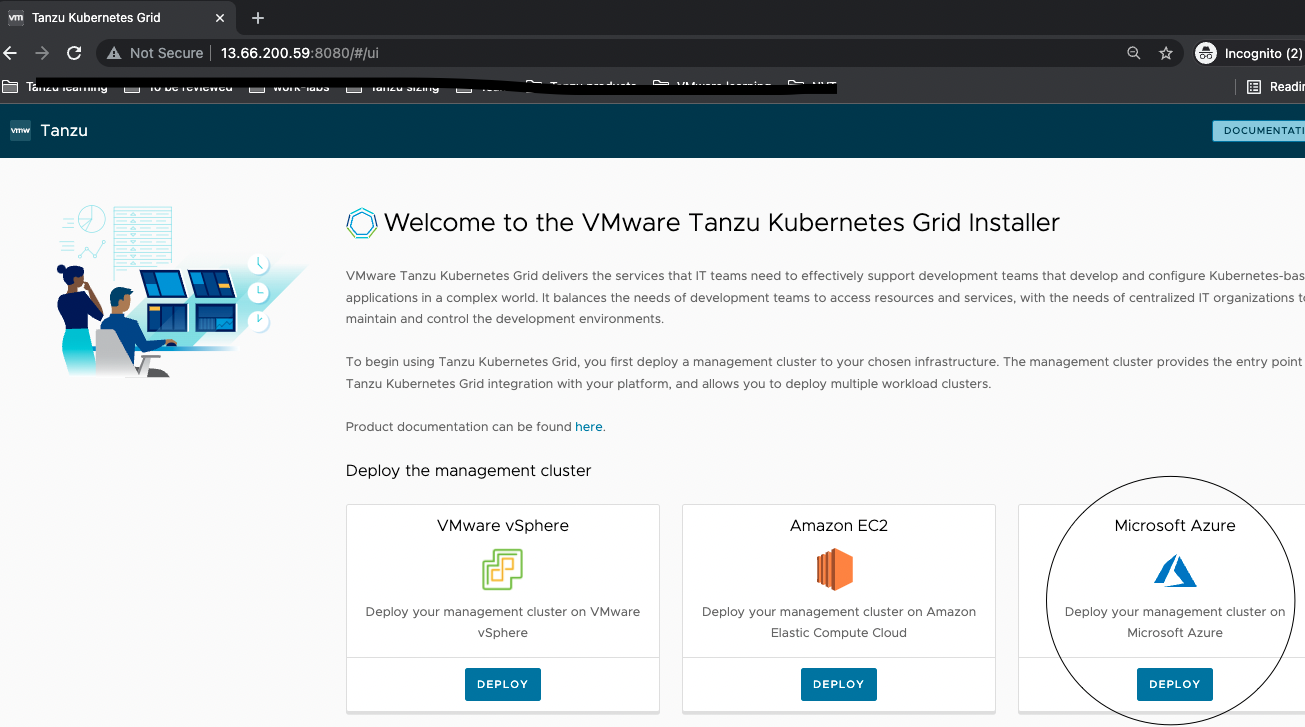 vm Tanzu Kubernetes Grid
Not Secure 13.66.200.59:8080/#/ui
Incognito (2)
Tanzu learning To be reviewed work-labs Tanzu sizing Tanzu products VMware learning
vmw Tanzu
DOCUMENTATI
Welcome to the VMware Tanzu Kubernetes Grid Installer
VMware Tanzu Kubernetes Grid delivers the services that IT teams need to effectively support development teams that develop and configure Kubernetes-bas
applications in a complex world. It balances the needs of development teams to access resources and services, with the needs of centralized IT organizations to
maintain and control the development environments.
To begin using Tanzu Kubernetes Grid, you first deploy a management cluster to your chosen infrastructure. The management cluster provides the entry point
Tanzu Kubernetes Grid integration with your platform, and allows you to deploy multiple workload clusters.
Product documentation can be found here.
Deploy the management cluster
VMware vSphere
Deploy your management cluster on VMware
vSphere
DEPLOY
Amazon EC2
Deploy your management cluster on Amazon
Elastic Compute Cloud
DEPLOY
Microsoft Azure
Deploy your management cluster on
Microsoft Azure
DEPLOY